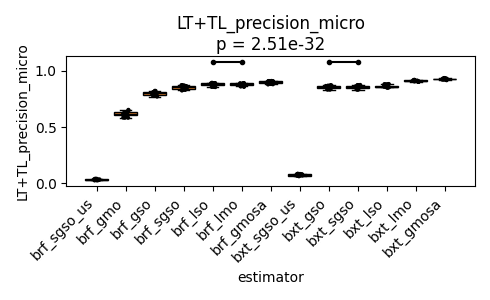 LT+TL_precision_micro
p = 2.51e-32
LT+TL_precision_micro
1.0
0.5
0.0
brf_sgso_us
brf_gmo
brf_gso
brf_sgso
brf_lso
brf_lmo
brf_gmosa
bxt_sgso_us
bxt_gso
bxt_sgso
bxt_lso
bxt_lmo
bxt_gmosa
estimator